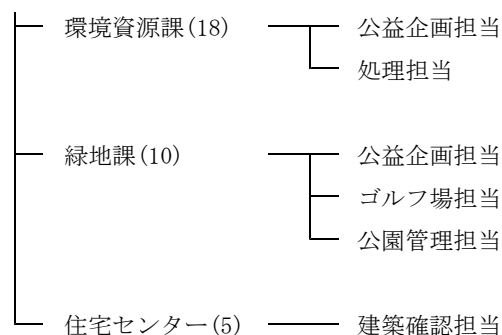 環境資源課(18) 公益企画担当
処理担当
緑地課(10) 公益企画担当
ゴルフ場担当
公園管理担当
住宅センター(5) 建築確認担当